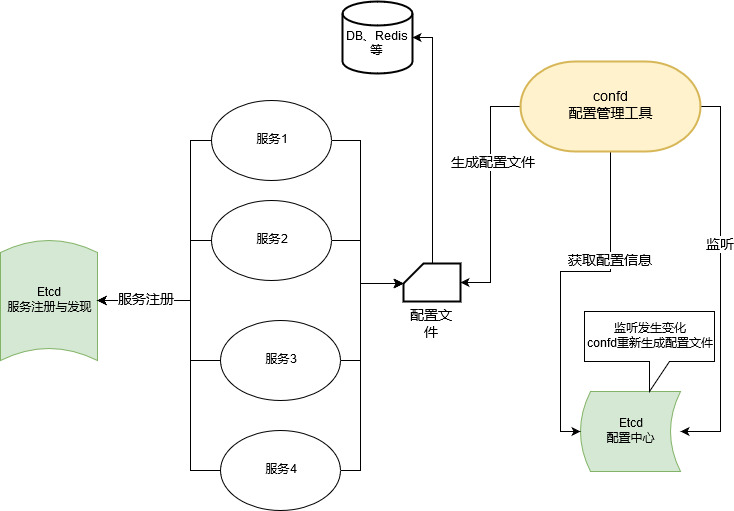 DB、Redis
等
confd
配置管理工具
服务1
生成配置文件
服务2
监听
获取配置信息
Etcd
服务注册与发现
服务注册
配置文
件
监听发生变化
confd重新生成配置文件
服务3
Etcd
配置中心
服务4